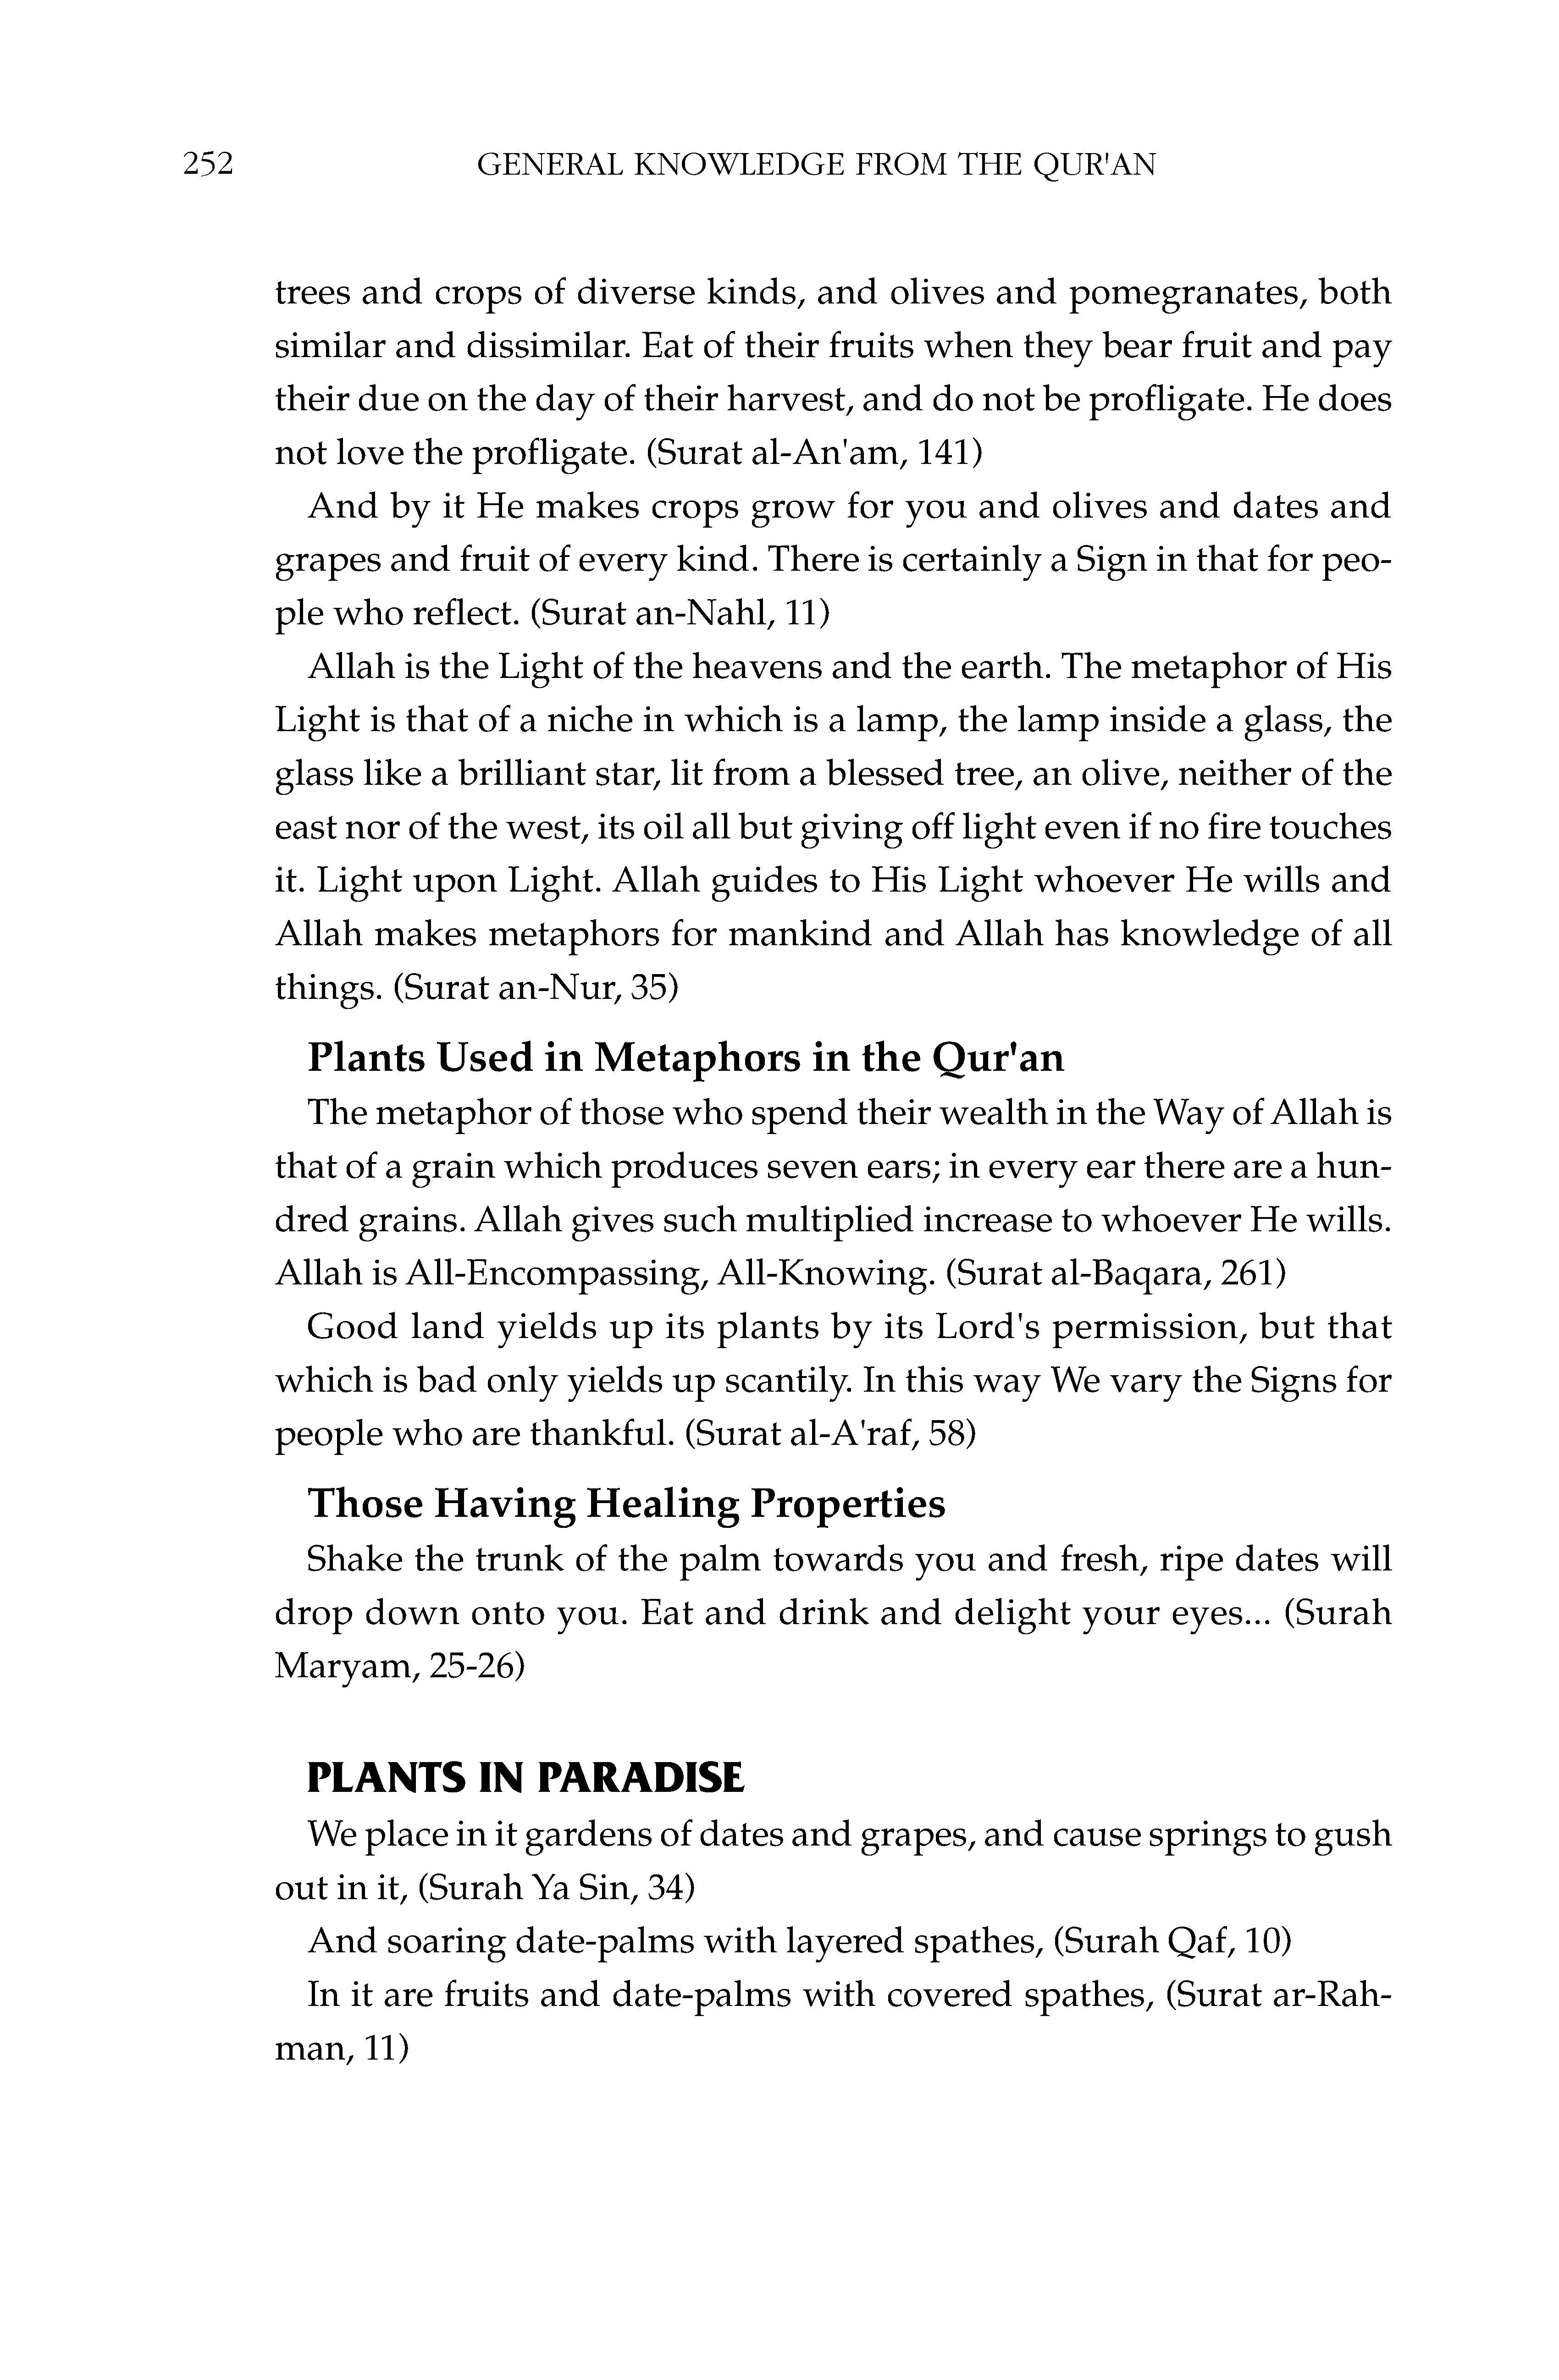 252 GENERAL KNOWLEDGE FROM THE QUR'AN
trees and crops of diverse kinds, and olives and pomegranates, both
similar and dissimilar. Eat of their fruits when they bear fruit and pay
their due on the day of their harvest, and do not be profligate. He does
not love the profligate. (Surat al-An'am, 141)
And by it He makes crops grow for you and olives and dates and
grapes and fruit of every kind. There is certainly a Sign in that for peo-
ple who reflect. (Surat an-Nahl, 11)
Allah is the Light of the heavens and the earth. The metaphor of His
Light is that of a niche in which is a lamp, the lamp inside a glass, the
glass like a brilliant star, lit from a blessed tree, an olive, neither of the
east nor of the west, its oil all but giving off light even if no fire touches
it. Light upon Light. Allah guides to His Light whoever He wills and
Allah makes metaphors for mankind and Allah has knowledge of all
things. (Surat an-Nur, 35)
Plants Used in Metaphors in the Qur'an
The metaphor of those who spend their wealth in the Way of Allah is
that of a grain which produces seven ears; in every ear there are a hun-
dred grains. Allah gives such multiplied increase to whoever He wills.
Allah is All-Encompassing, All-Knowing. (Surat al-Baqara, 261)
Good land yields up its plants by its Lord's permission, but that
which is bad only yields up scantily. In this way We vary the Signs for
people who are thankful. (Surat al-A'raf, 58)
Those Having Healing Properties
Shake the trunk of the palm towards you and fresh, ripe dates will
drop down onto you. Eat and drink and delight your eyes... (Surah
Maryam, 25-26)
PLANTS IN PARADISE
We place in it gardens of dates and grapes, and cause springs to gush
out in it, (Surah Ya Sin, 34)
And soaring date-palms with layered spathes, (Surah Qaf, 10)
In it are fruits and date-palms with covered spathes, (Surat ar-Rah-
man, 11)